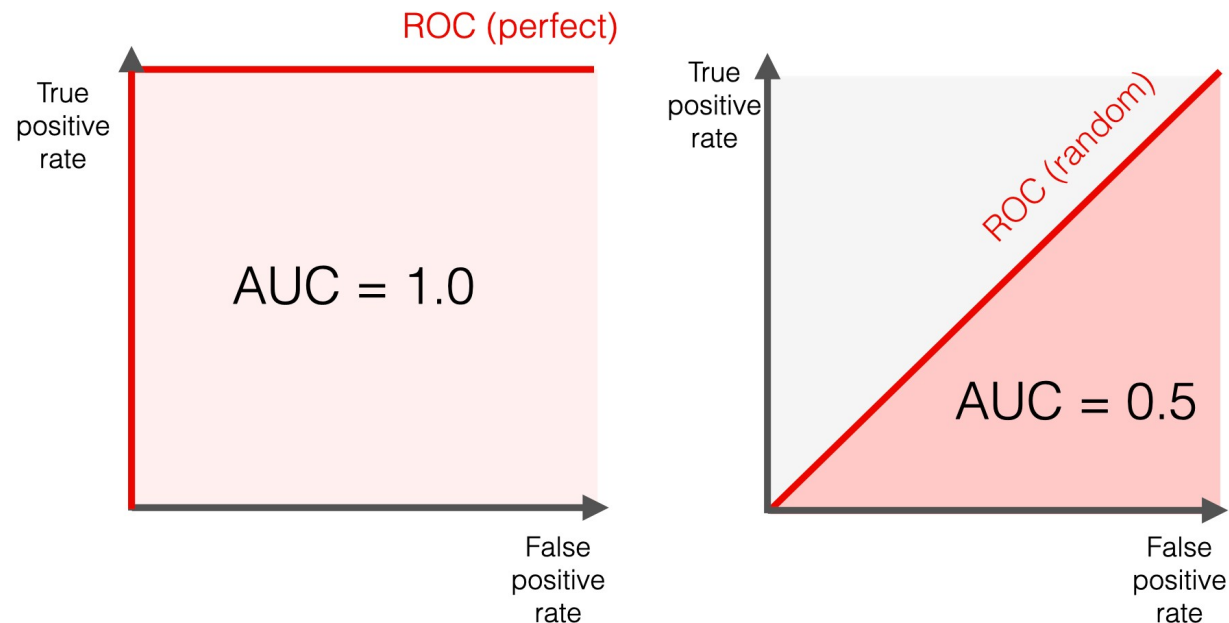 ROC (perfect)
True
positive
rate
AUC = 1.0
False
positive
rate
True
positive
rate
ROC (random)
AUC = 0.5
False
positive
rate